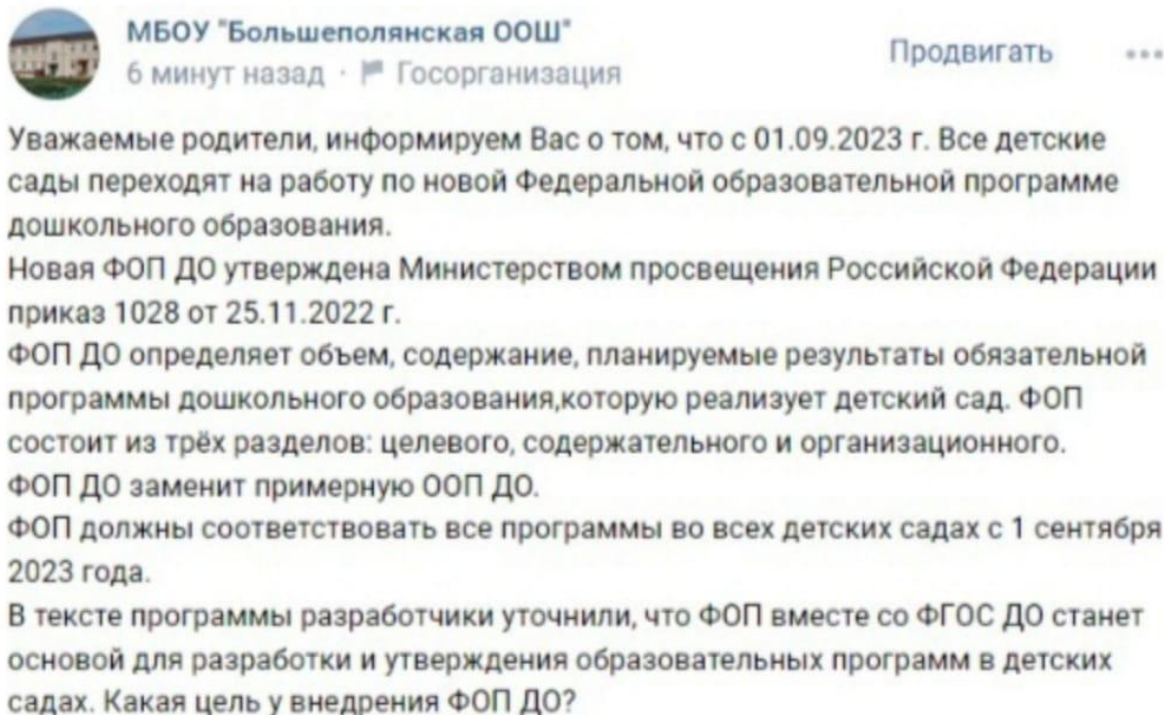 МБОУ "Большеполянская ООШ"
Продвигать
6 минут назад · Госорганизация
Уважаемые родители, информируем Вас о том, что с 01.09.2023 г. Все детские
сады переходят на работу по новой Федеральной образовательной программе
дошкольного образования.
Новая ФОП ДО утверждена Министерством просвещения Российской Федерации
приказ 1028 от 25.11.2022 г.
ФОП ДО определяет объем, содержание, планируемые результаты обязательной
программы дошкольного образования,которую реализует детский сад. ФОП
состоит из трёх разделов: целевого, содержательного и организационного.
ФОП ДО заменит примерную ООП ДО.
ФОП должны соответствовать все программы во всех детских садах с 1 сентября
2023 года.
В тексте программы разработчики уточнили, что ФОП вместе со ФГОС ДО станет
основой для разработки и утверждения образовательных программ в детских
садах. Какая цель у внедрения ФОП ДО?